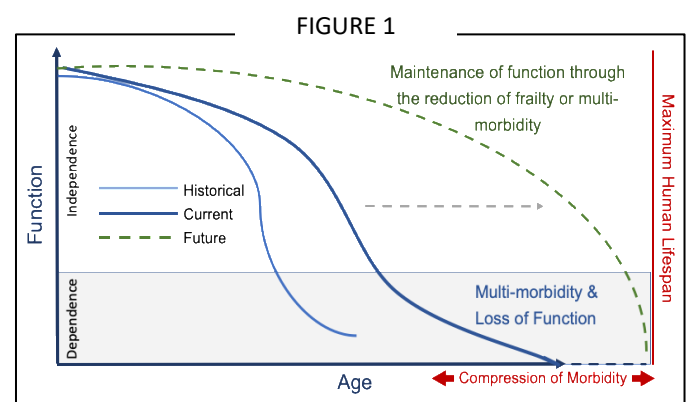 FIGURE 1
Maintenance of function through
the reduction of frailty or multi-
morbidity
Maximum Human Lifespan
Function
Independence
Historical
Current
Future
Dependence
Multi-morbidity &
Loss of Function
Age
Compression of Morbidity